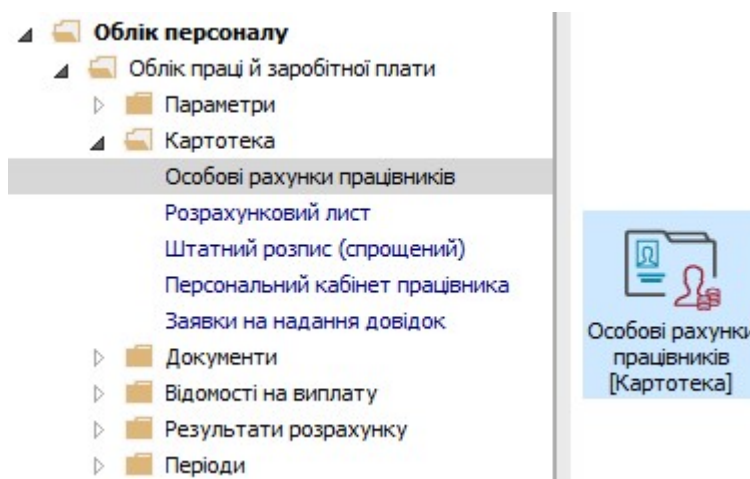 Облік персоналу
Облік праці й заробітної плати
Параметри
Картотека
Особові рахунки працівників
Розрахунковий лист
Штатний розпис (спрощений)
Персональний кабінет працівника
Заявки на надання довідок
Документи
Відомості на виплату
Результати розрахунку
Періоди
Особові рахунки
працівників
[Картотека]